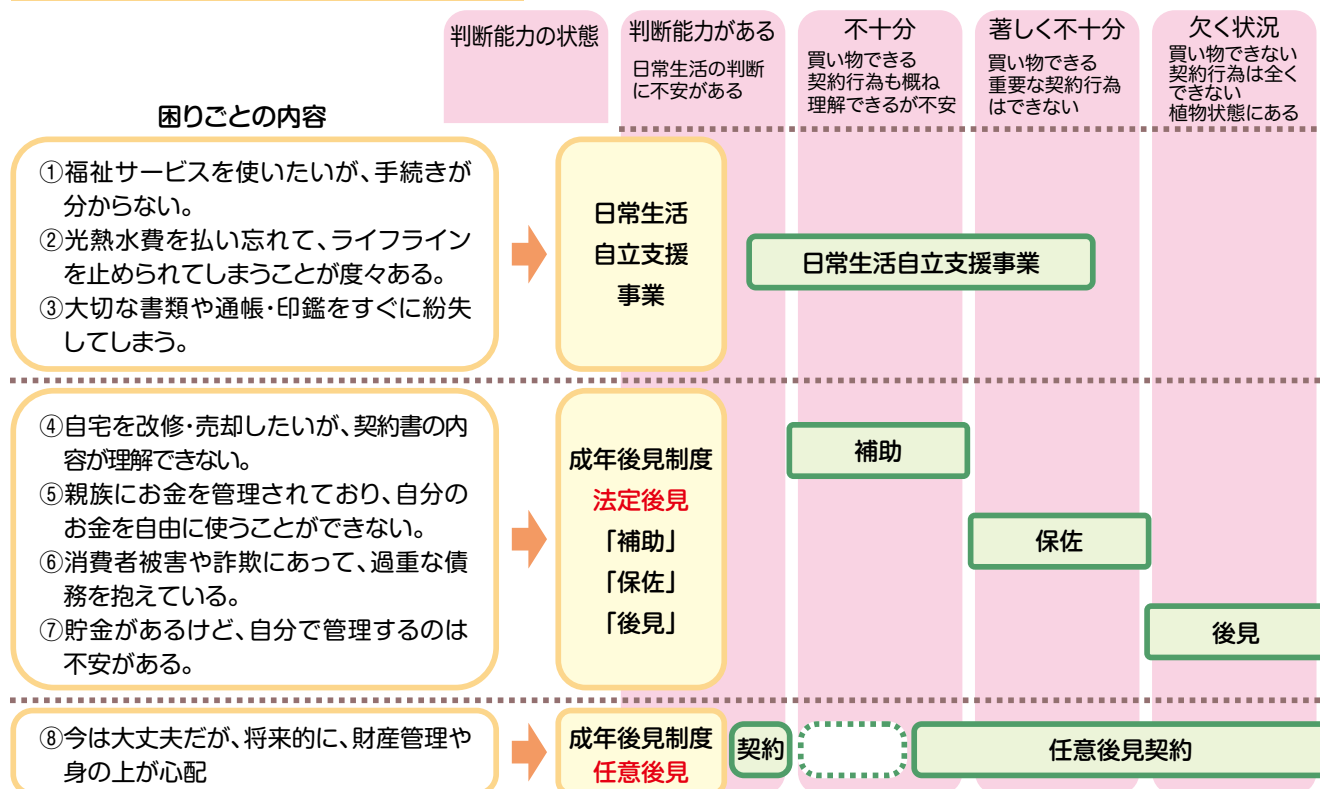 判断能力の状態
判断能力がある
日常生活の判断
に不安がある
不十分
買い物できる
契約行為も概ね
理解できるが不安
著しく不十分
買い物できる
重要な契約行為
はできない
欠く状況
買い物できない
契約行為は全く
できない
植物状態にある
困りごとの内容
①福祉サービスを使いたいが、手続きが
分からない。
②光熱水費を払い忘れて、ライフライン
を止められてしまうことが度々ある。
③大切な書類や通帳・印鑑をすぐに紛失
してしまう。
日常生活
自立支援
事業
日常生活自立支援事業
④自宅を改修・売却したいが、契約書の内
容が理解できない。
⑤親族にお金を管理されており、自分の
お金を自由に使うことができない。
⑥消費者被害や詐欺にあって、過重な債
務を抱えている。
⑦貯金があるけど、自分で管理するのは
不安がある。
成年後見制度
法定後見
「補助」
「保佐」
「後見」
補助
保佐
後見
⑧今は大丈夫だが、将来的に、財産管理や
身の上が心配
成年後見制度
任意後見
契約
任意後見契約